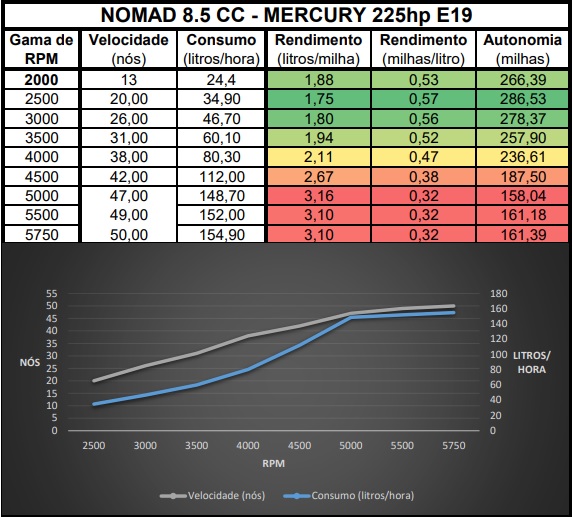 NOMAD 8.5 CC - MERCURY 225hp E19
Gama de RPM Velocidade (nós) Consumo (litros/hora) Rendimento (litros/milha) Rendimento (milhas/litro) Autonomia (milhas)
2000 13 24,4 1,88 0,53 266,39
2500 20,00 34,90 1,75 0,57 286,53
3000 26,00 46,70 1,80 0,56 278,37
3500 31,00 60,10 1,94 0,52 257,90
4000 38,00 80,30 2,11 0,47 236,61
4500 42,00 112,00 2,67 0,38 187,50
5000 47,00 148,70 3,16 0,32 158,04
5500 49,00 152,00 3,10 0,32 161,18
5750 50,00 154,90 3,10 0,32 161,39
55
50
45
40
35
30
25
20
15
10
5
0
NÓS
180
160
140
120
100
80
60
40
20
0
LITROS/
HORA
2500 3000 3500 4000 4500 5000 5500 5750
RPM
Velocidade (nós) Consumo (litros/hora)